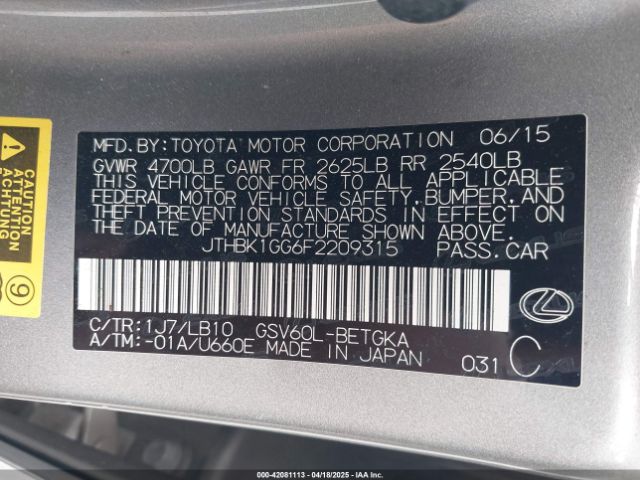 MFD.BY:TOYOTA MOTOR CORPORATION 06/15
GVWR 4700LB GAWR FR 2625LB RR 2540LB
THIS VEHICLE CONFORMS TO ALL APPLICABLE
FEDERAL MOTOR VEHICLE SAFETY,BUMPER,AND
THEFT PREVENTION STANDARDS IN EFFECT ON
THE DATE OF MANUFACTURE SHOWN ABOVE.
JTHBK1GG6F2209315 PASS.CAR
C/TR:1J7/LB10 GSV60L-BETGKA
A/TM:-01A/U660E MADE IN JAPAN
031 C
CAUTION
ACHTUNG
9
000-42081113 | 04/18/2025 - IAA Inc.